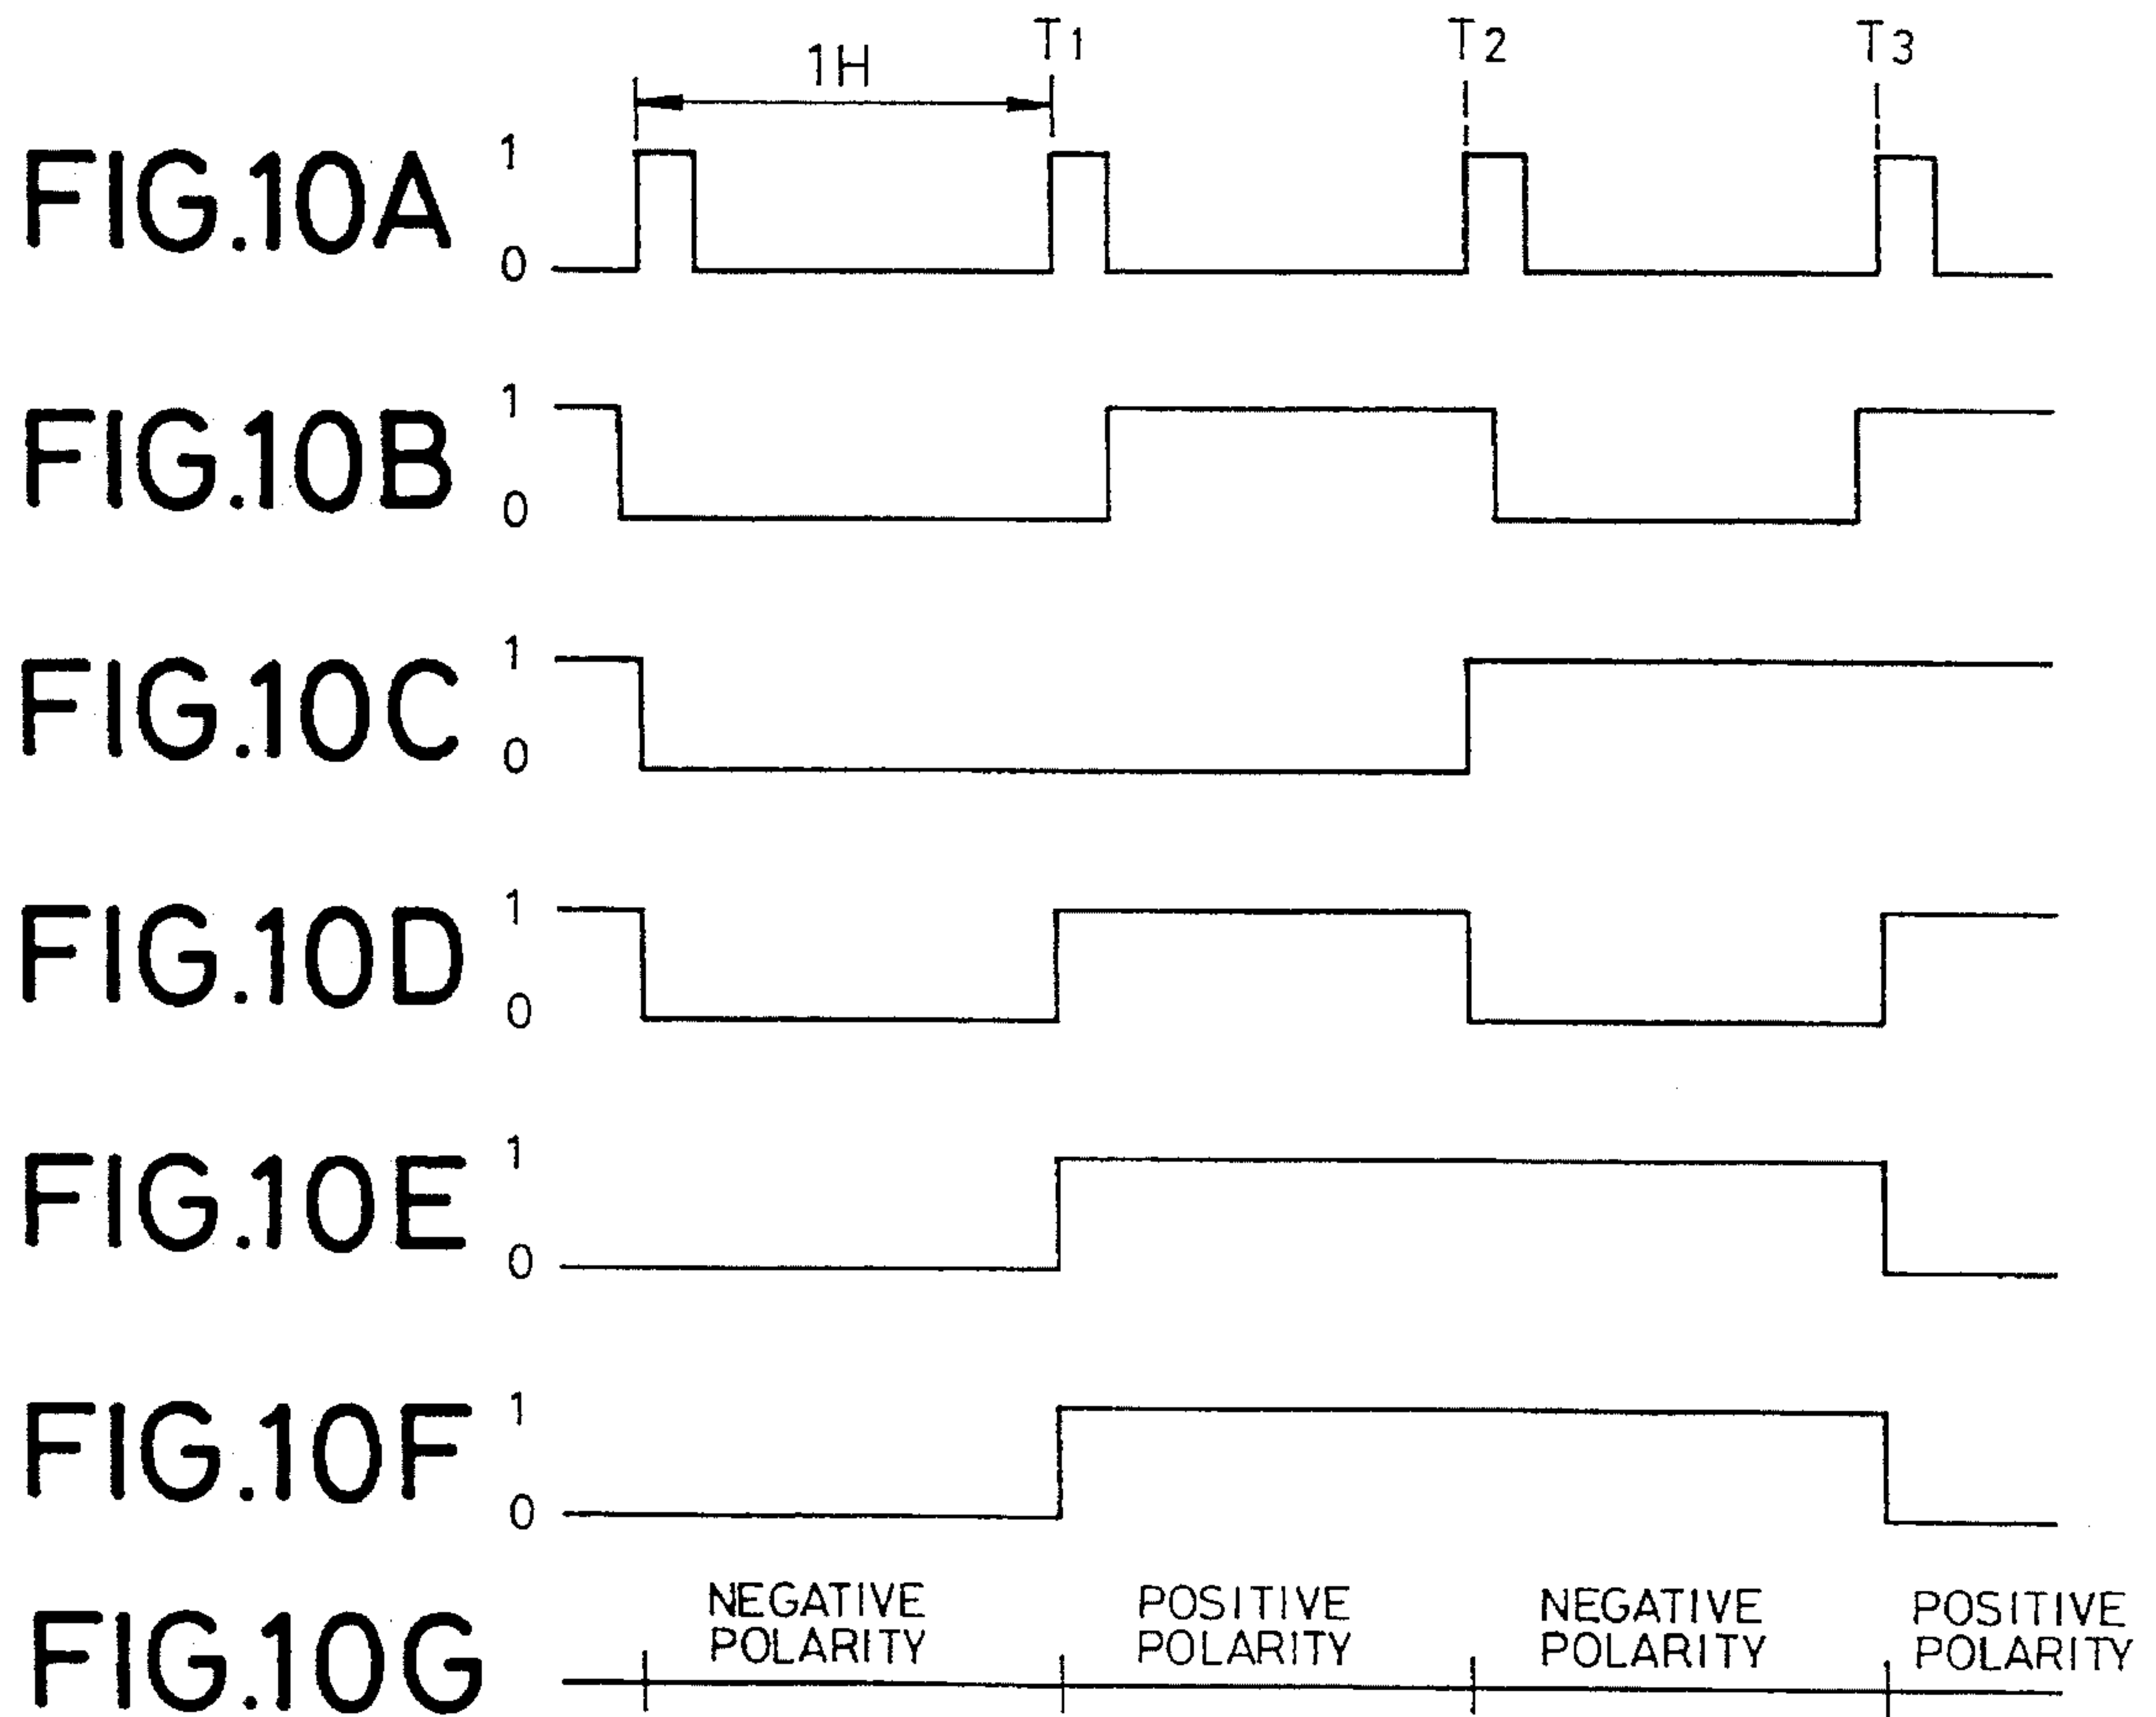 T1 T2 T3
1H
FIG.10A 1 0
FIG.10B 1 0
FIG.10C 1 0
FIG.10D 1 0
FIG.10E 1 0
FIG.10F 1 0
NEGATIVE POSITIVE NEGATIVE POSITIVE
POLARITY POLARITY POLARITY POLARITY
FIG.10G